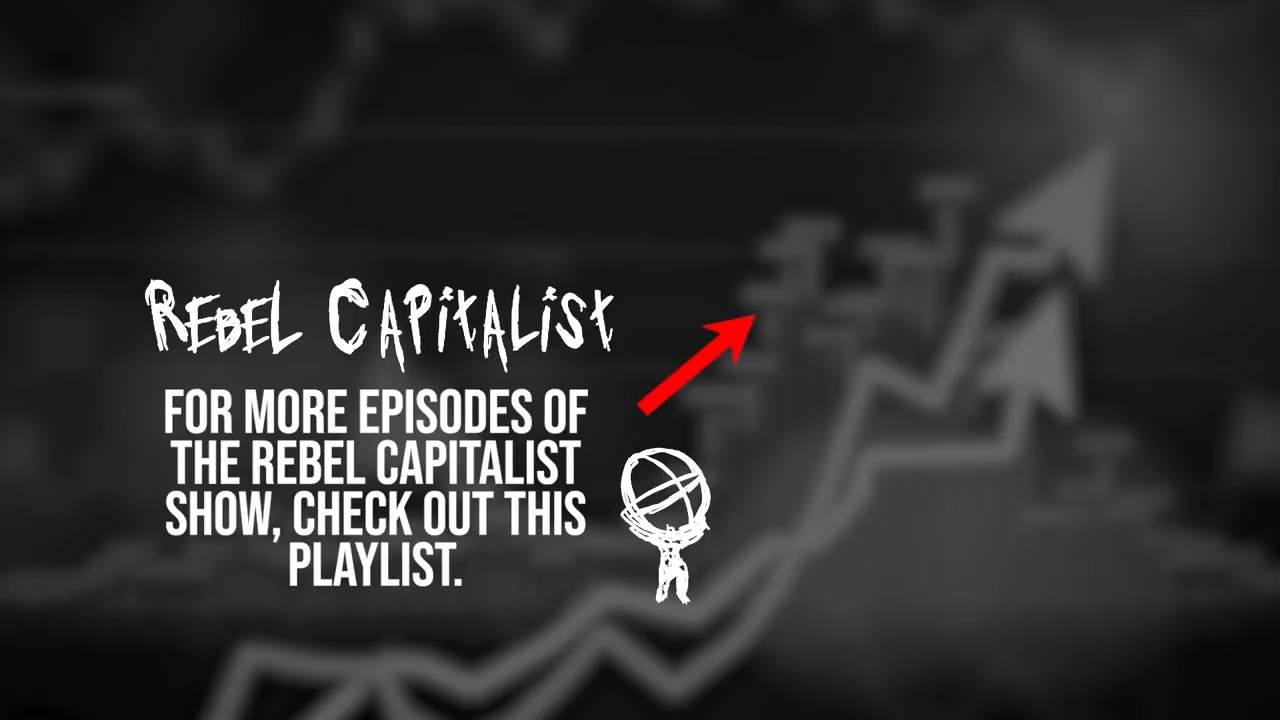 REBEL CAPitALiSt
FOR MORE EPISODES OF
THE REBEL CAPITALIST
SHOW, CHECK OUT THIS
PLAYLIST.